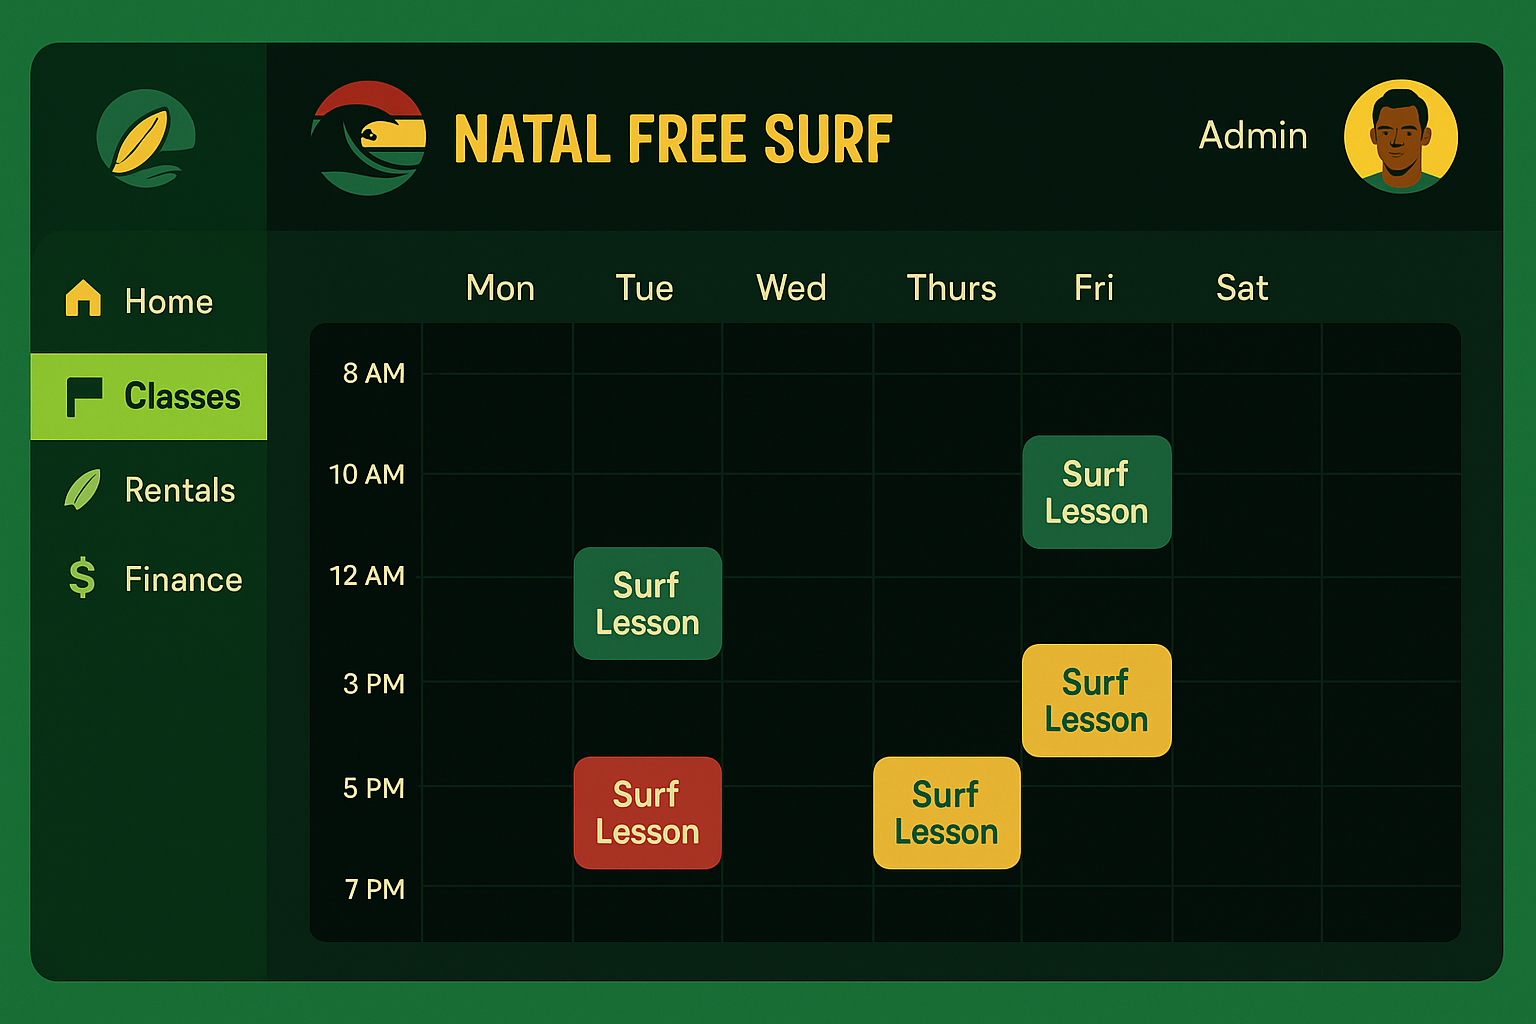 NATAL FREE SURF
Admin
Home
Classes
Rentals
$ Finance
Mon Tue Wed Thurs Fri Sat
8 AM
10 AM
Surf
Lesson
12 AM
Surf
Lesson
3 PM
Surf
Lesson
5 PM
Surf
Lesson
Surf
Lesson
7 PM